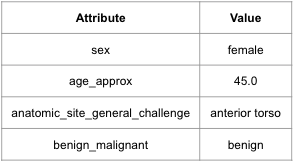 Attribute Value
sex female
age_approx 45.0
anatomic_site_general_challenge anterior torso
benign_malignant benign